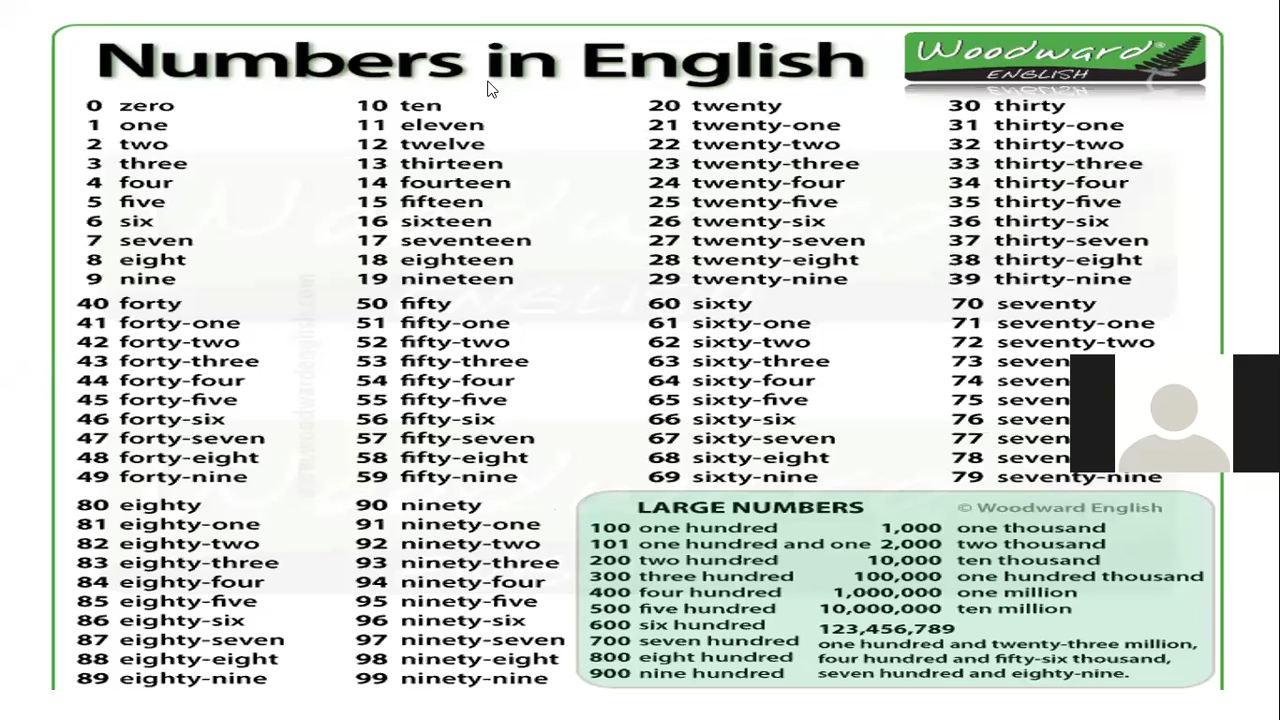 Numbers in English
Woodward®
ENGLISH
0 zero
1 one
2 two
3 three
4 four
5 five
6 six
7 seven
8 eight
9 nine
10 ten
11 eleven
12 twelve
13 thirteen
14 fourteen
15 fifteen
16 sixteen
17 seventeen
18 eighteen
19 nineteen
20 twenty
21 twenty-one
22 twenty-two
23 twenty-three
24 twenty-four
25 twenty-five
26 twenty-six
27 twenty-seven
28 twenty-eight
29 twenty-nine
30 thirty
31 thirty-one
32 thirty-two
33 thirty-three
34 thirty-four
35 thirty-five
36 thirty-six
37 thirty-seven
38 thirty-eight
39 thirty-nine
40 forty
41 forty-one
42 forty-two
43 forty-three
44 forty-four
45 forty-five
46 forty-six
47 forty-seven
48 forty-eight
49 forty-nine
50 fifty
51 fifty-one
52 fifty-two
53 fifty-three
54 fifty-four
55 fifty-five
56 fifty-six
57 fifty-seven
58 fifty-eight
59 fifty-nine
60 sixty
61 sixty-one
62 sixty-two
63 sixty-three
64 sixty-four
65 sixty-five
66 sixty-six
67 sixty-seven
68 sixty-eight
69 sixty-nine
70 seventy
71 seventy-one
72 seventy-two
73 seven
74 seven
75 seven
76 seven
77 seven
78 seven
79 seventy-nine
80 eighty
81 eighty-one
82 eighty-two
83 eighty-three
84 eighty-four
85 eighty-five
86 eighty-six
87 eighty-seven
88 eighty-eight
89 eighty-nine
90 ninety
91 ninety-one
92 ninety-two
93 ninety-three
94 ninety-four
95 ninety-five
96 ninety-six
97 ninety-seven
98 ninety-eight
99 ninety-nine
LARGE NUMBERS
© Woodward English
100 one hundred
101 one hundred and one
200 two hundred
300 three hundred
400 four hundred
500 five hundred
600 six hundred
700 seven hundred
800 eight hundred
900 nine hundred
1,000 one thousand
2,000 two thousand
10,000 ten thousand
100,000 one hundred thousand
1,000,000 one million
10,000,000 ten million
123,456,789
one hundred and twenty-three million,
four hundred and fifty-six thousand,
seven hundred and eighty-nine.